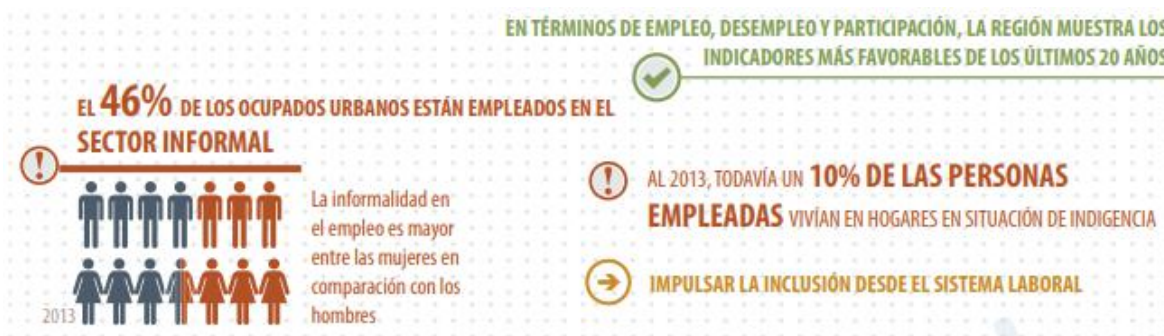 EN TÉRMINOS DE EMPLEO, DESEMPLEO Y PARTICIPACIÓN, LA REGIÓN MUESTRA LOS
INDICADORES MÁS FAVORABLES DE LOS ÚLTIMOS 20 AÑOS
EL 46% DE LOS OCUPADOS URBANOS ESTÁN EMPLEADOS EN EL
SECTOR INFORMAL
La informalidad en
el empleo es mayor
entre las mujeres en
comparación con los
hombres
2013
AL 2013, TODAVÍA UN 10% DE LAS PERSONAS
EMPLEADAS VIVÍAN EN HOGARES EN SITUACIÓN DE INDIGENCIA
IMPULSAR LA INCLUSIÓN DESDE EL SISTEMA LABORAL